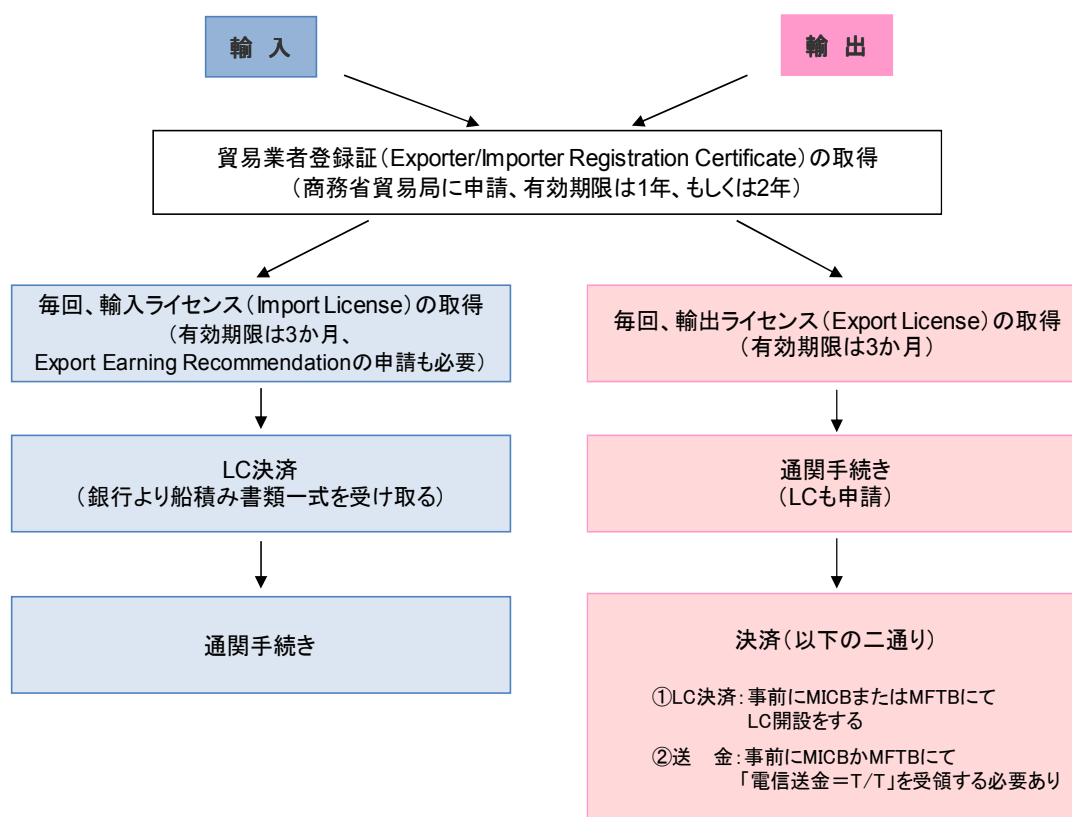 輸 入
輸 出
貿易業者登録証（Exporter/Importer Registration Certificate）の取得
（商務省貿易局に申請、有効期限は1年、もしくは2年）
毎回、輸入ライセンス（Import License）の取得
（有効期限は3か月、
Export Earning Recommendationの申請も必要）
LC決済
（銀行より船積み書類一式を受け取る）
通関手続き
毎回、輸出ライセンス（Export License）の取得
（有効期限は3か月）
通関手続き
（LCも申請）
決済（以下の二通り）
①LC決済：事前にMICBまたはMFTBにて
LC開設をする
②送　金：事前にMICBかMFTBにて
「電信送金＝T/T」を受領する必要あり